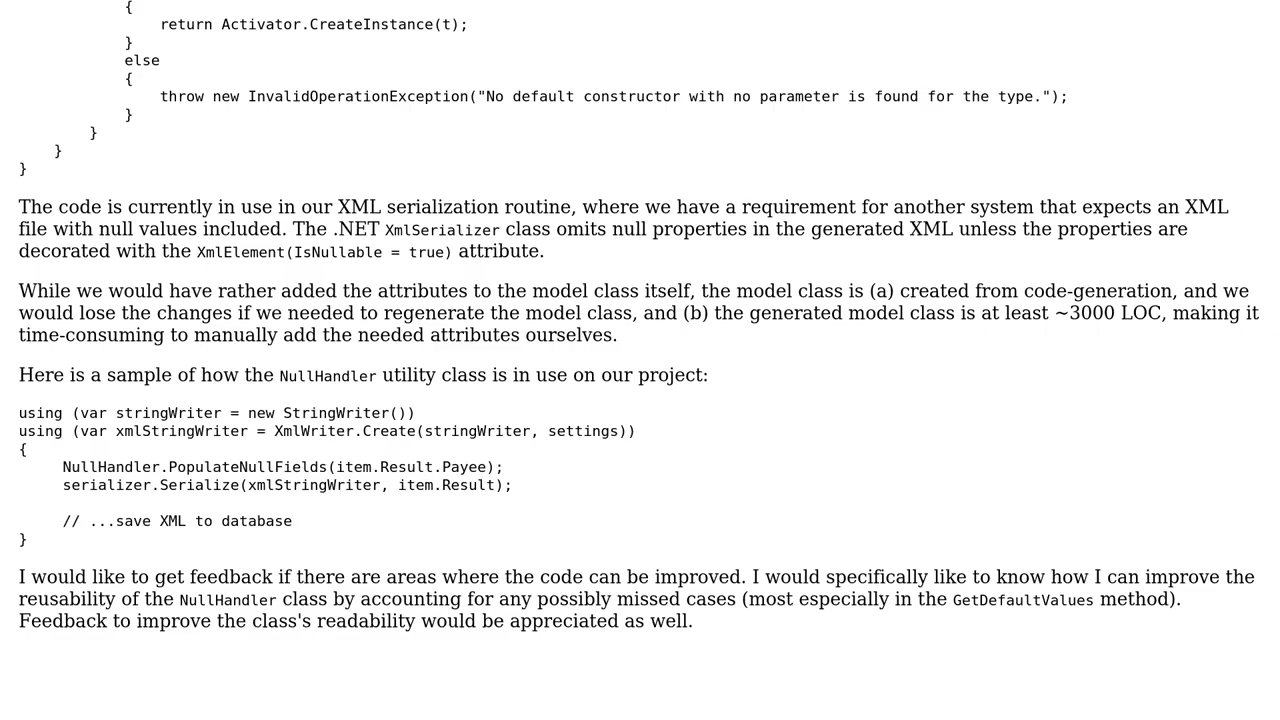 {
                return Activator.CreateInstance(t);
            }
            else
            {
                throw new InvalidOperationException("No default constructor with no parameter is found for the type.");
            }
        }
    }
}
The code is currently in use in our XML serialization routine, where we have a requirement for another system that expects an XML
file with null values included. The .NET XmlSerializer class omits null properties in the generated XML unless the properties are
decorated with the XmlElement(IsNullable = true) attribute.
While we would have rather added the attributes to the model class itself, the model class is (a) created from code-generation, and we
would lose the changes if we needed to regenerate the model class, and (b) the generated model class is at least ~3000 LOC, making it
time-consuming to manually add the needed attributes ourselves.
Here is a sample of how the NullHandler utility class is in use on our project:
using (var stringWriter = new StringWriter())
using (var xmlStringWriter = XmlWriter.Create(stringWriter, settings))
{
     NullHandler.PopulateNullFields(item.Result.Payee);
     serializer.Serialize(xmlStringWriter, item.Result);
     // ...save XML to database
}
I would like to get feedback if there are areas where the code can be improved. I would specifically like to know how I can improve the
reusability of the NullHandler class by accounting for any possibly missed cases (most especially in the GetDefaultValues method).
Feedback to improve the class's readability would be appreciated as well.